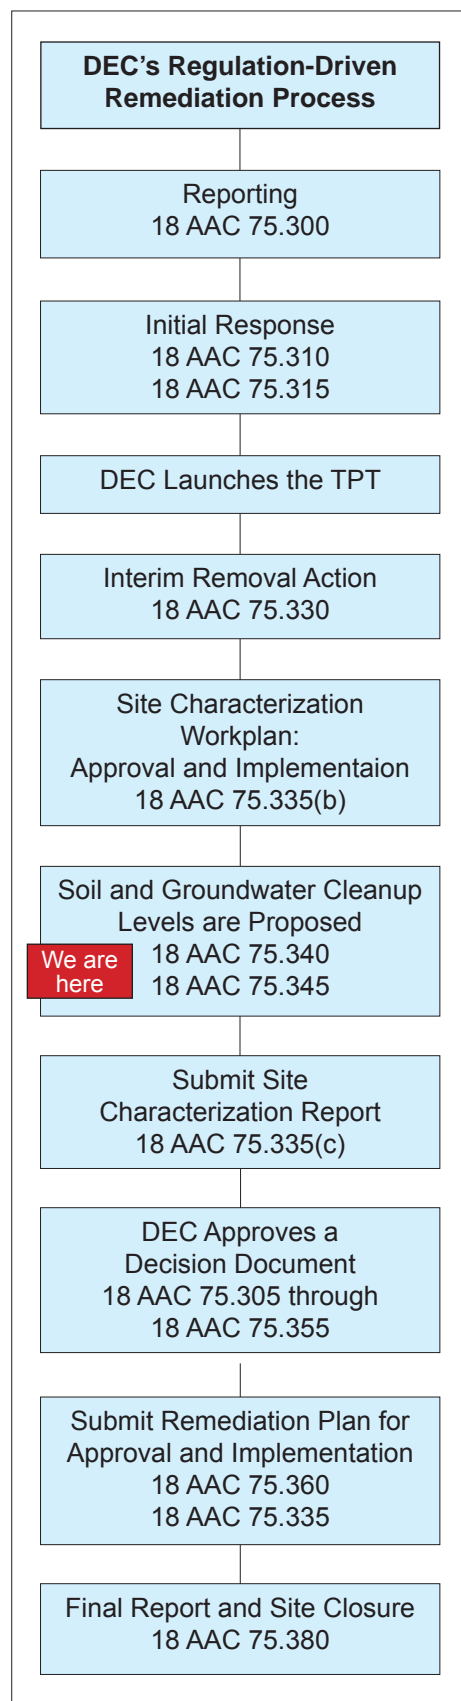 DEC's Regulation-Driven
Remediation Process
Reporting
18 AAC 75.300
Initial Response
18 AAC 75.310
18 AAC 75.315
DEC Launches the TPT
Interim Removal Action
18 AAC 75.330
Site Characterization
Workplan:
Approval and Implementaion
18 AAC 75.335(b)
Soil and Groundwater Cleanup
Levels are Proposed
18 AAC 75.340
18 AAC 75.345
We are
here
Submit Site
Characterization Report
18 AAC 75.335(c)
DEC Approves a
Decision Document
18 AAC 75.305 through
18 AAC 75.355
Submit Remediation Plan for
Approval and Implementation
18 AAC 75.360
18 AAC 75.335
Final Report and Site Closure
18 AAC 75.380